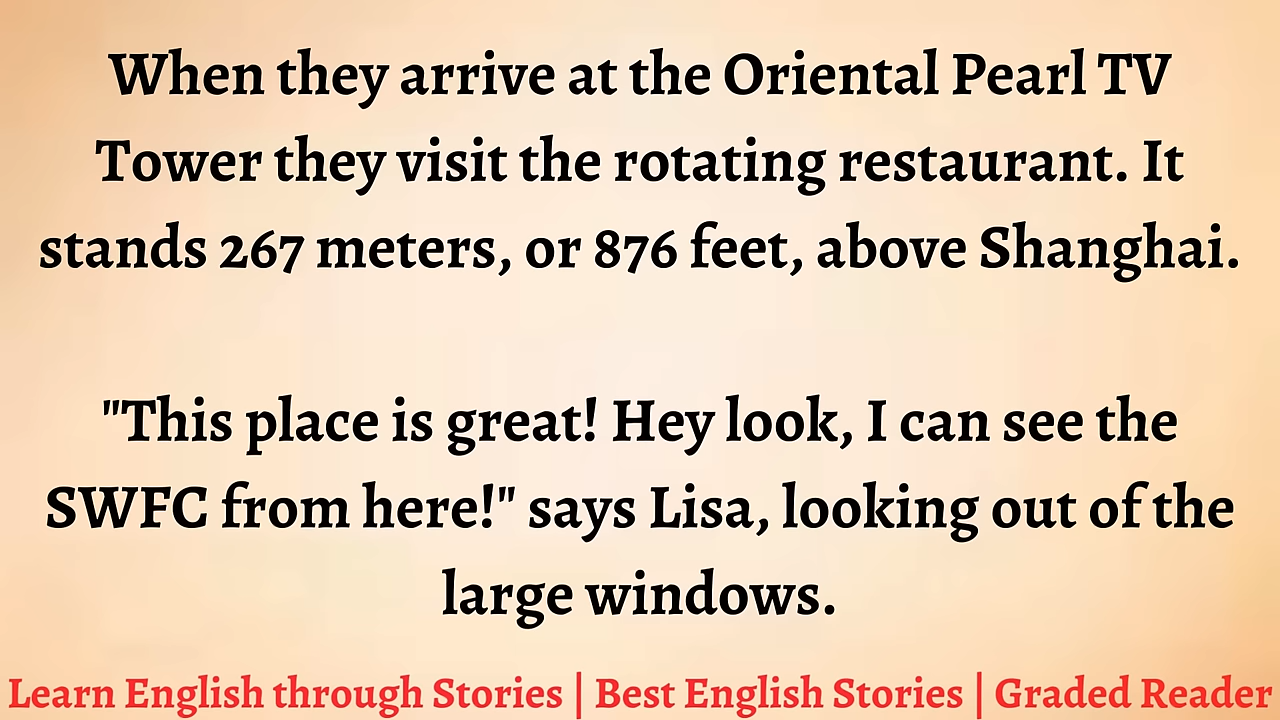 When they arrive at the Oriental Pearl TV
Tower they visit the rotating restaurant. It
stands 267 meters, or 876 feet, above Shanghai.
"This place is great! Hey look, I can see the
SWFC from here!" says Lisa, looking out of the
large windows.
Learn English through Stories | Best English Stories | Graded Reader